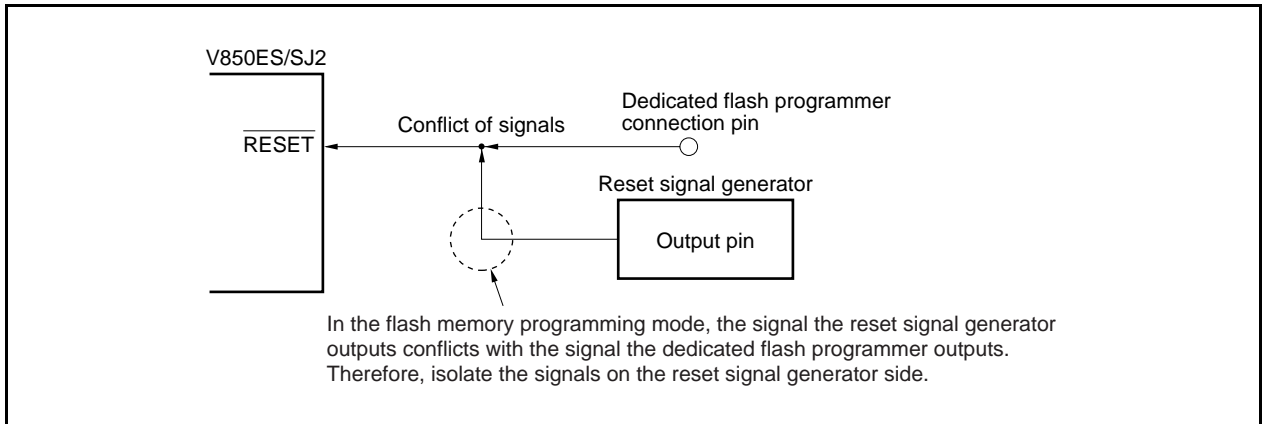 V850ES/SJ2
Dedicated flash programmer
connection pin
Conflict of signals
RESET
Reset signal generator
Output pin
In the flash memory programming mode, the signal the reset signal generator
outputs conflicts with the signal the dedicated flash programmer outputs.
Therefore, isolate the signals on the reset signal generator side.